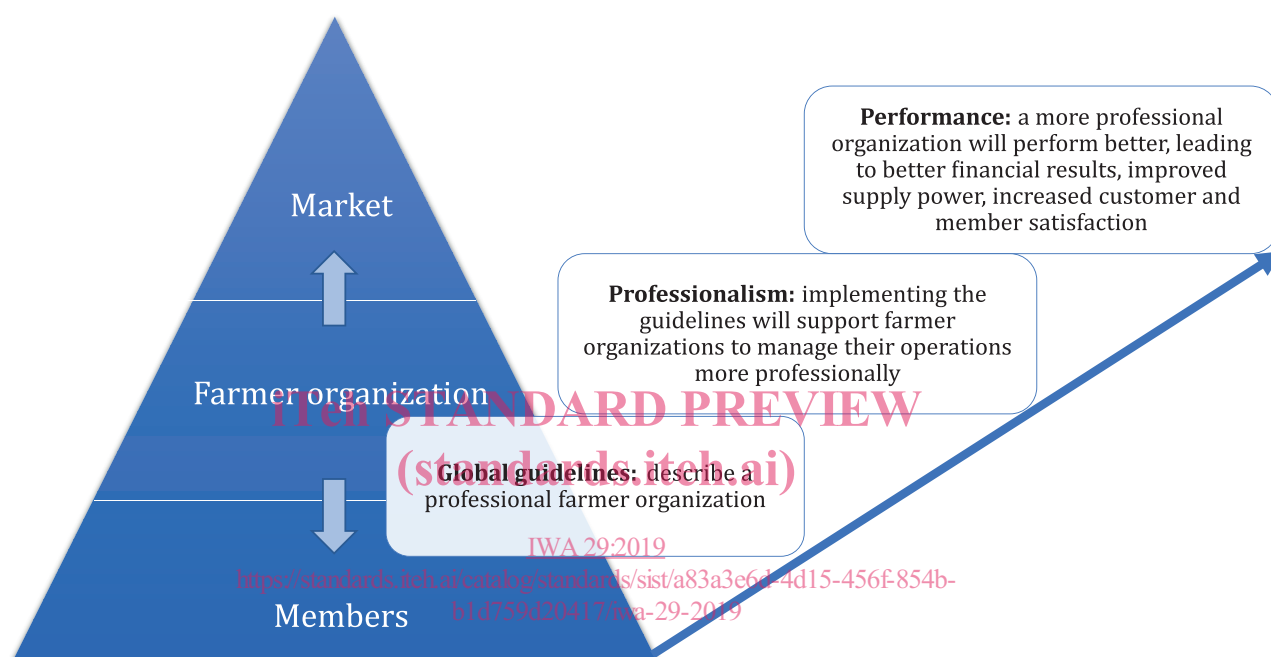 Market
Farmer organization
Members
Performance: a more professional
organization will perform better, leading
to better financial results, improved
supply power, increased customer and
member satisfaction
Professionalism: implementing the
guidelines will support farmer
organizations to manage their operations
more professionally
Global guidelines: describe a
professional farmer organization
iTeh STANDARD PREVIEW
(standards.iteh.ai)
IWA 29:2019
https://standards.iteh.ai/catalog/standards/sist/a83a3e6d-4d15-456f-854b-
b1d759d20417/iwa-29-2019